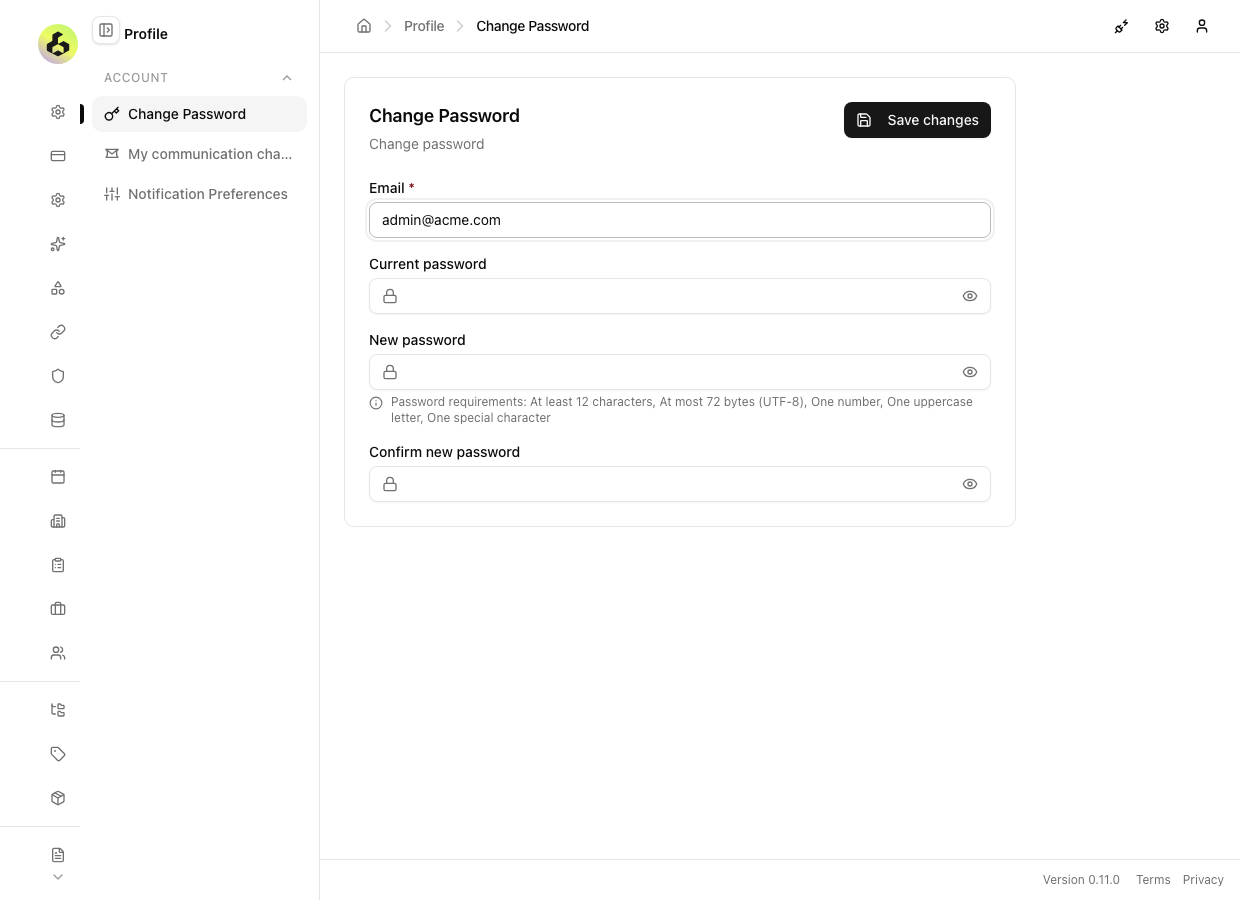 Profile
ACCOUNT
Change Password
My communication cha...
Notification Preferences
Profile
Change Password
Change Password
Change password
Save changes
Email *
admin@acme.com
Current password
New password
Password requirements: At least 12 characters, At most 72 bytes (UTF-8), One number, One uppercase
letter, One special character
Confirm new password
Version 0.11.0
Terms
Privacy